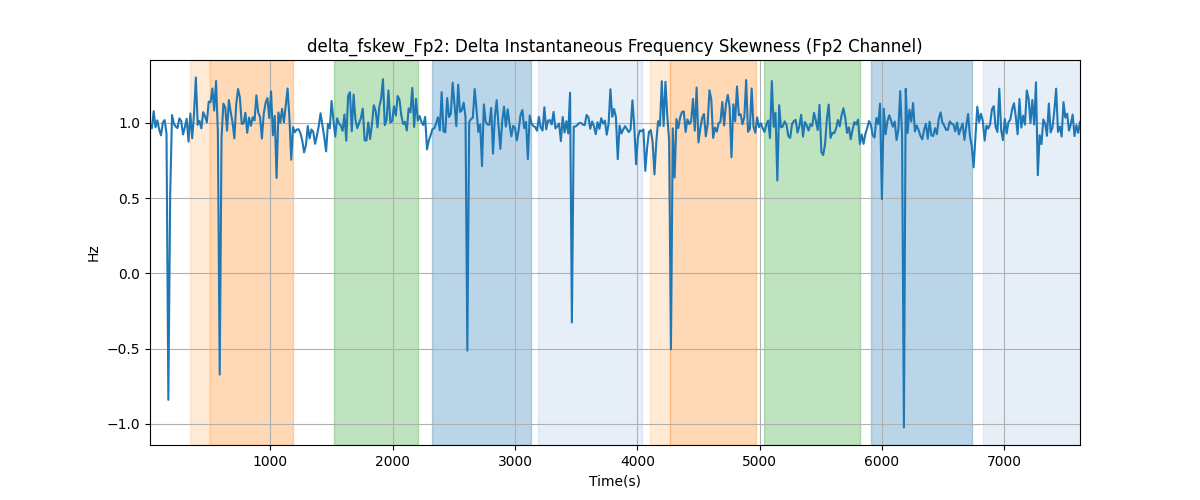 delta_fskew_Fp2: Delta Instantaneous Frequency Skewness (Fp2 Channel)
1.0
0.5
0.0
−0.5
−1.0
Hz
1000 2000 3000 4000 5000 6000 7000
Time(s)